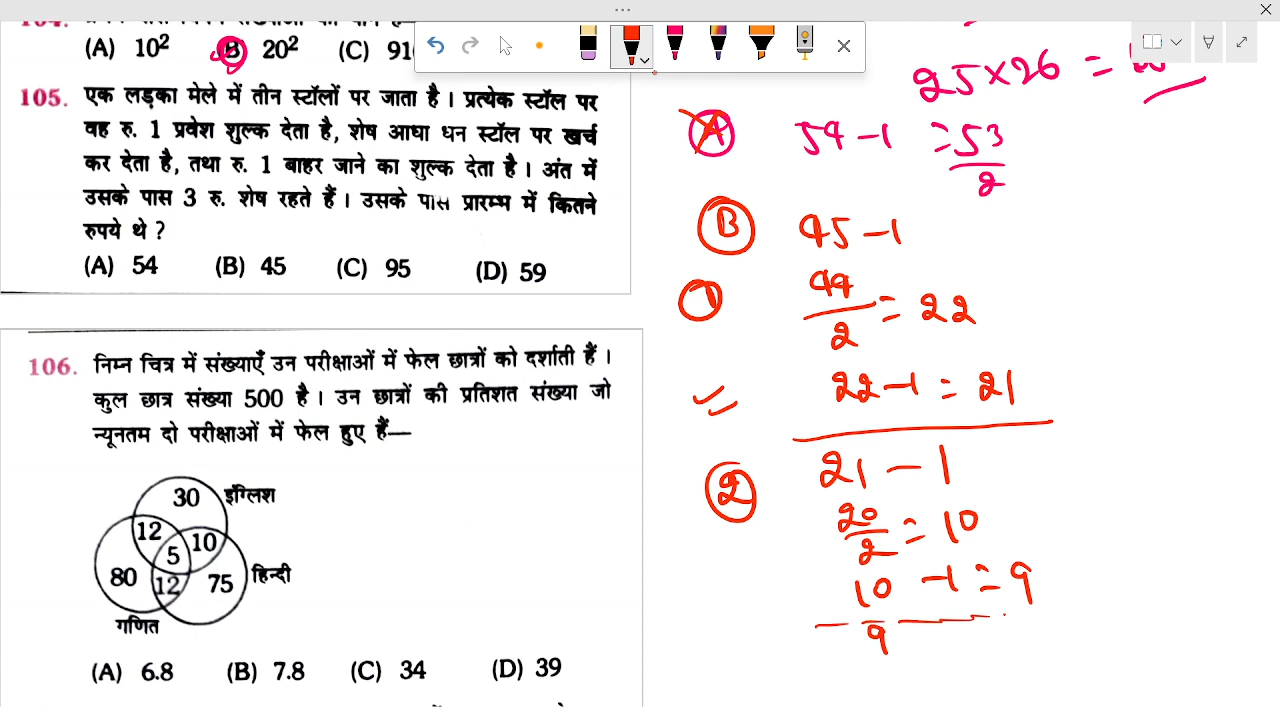 (A) 10² (B) 20² (C) 91
105. एक लड़का मेले में तीन स्टॉलों पर जाता है। प्रत्येक स्टॉल पर
वह रु. 1 प्रवेश शुल्क देता है, शेष आधा धन स्टॉल पर खर्च
कर देता है, तथा रु. 1 बाहर जाने का शुल्क देता है। अंत में
उसके पास 3 रु. शेष रहते हैं। उसके पास प्रारम्भ में कितने
रुपये थे ?
(A) 54 (B) 45 (C) 95 (D) 59
106. निम्न चित्र में संख्याएँ उन परीक्षाओं में फेल छात्रों को दर्शाती हैं।
कुल छात्र संख्या 500 है। उन छात्रों की प्रतिशत संख्या जो
न्यूनतम दो परीक्षाओं में फेल हुए हैं—
30 इंग्लिश
12 10
5
80 12 75 हिन्दी
गणित
(A) 6.8 (B) 7.8 (C) 34 (D) 39
25 × 26 =
A 54 - 1 = 53/2
B 45 - 1
1 44/2 = 22
22 - 1 = 21
2 21 - 1
20/2 = 10
10 - 1 = 9
9